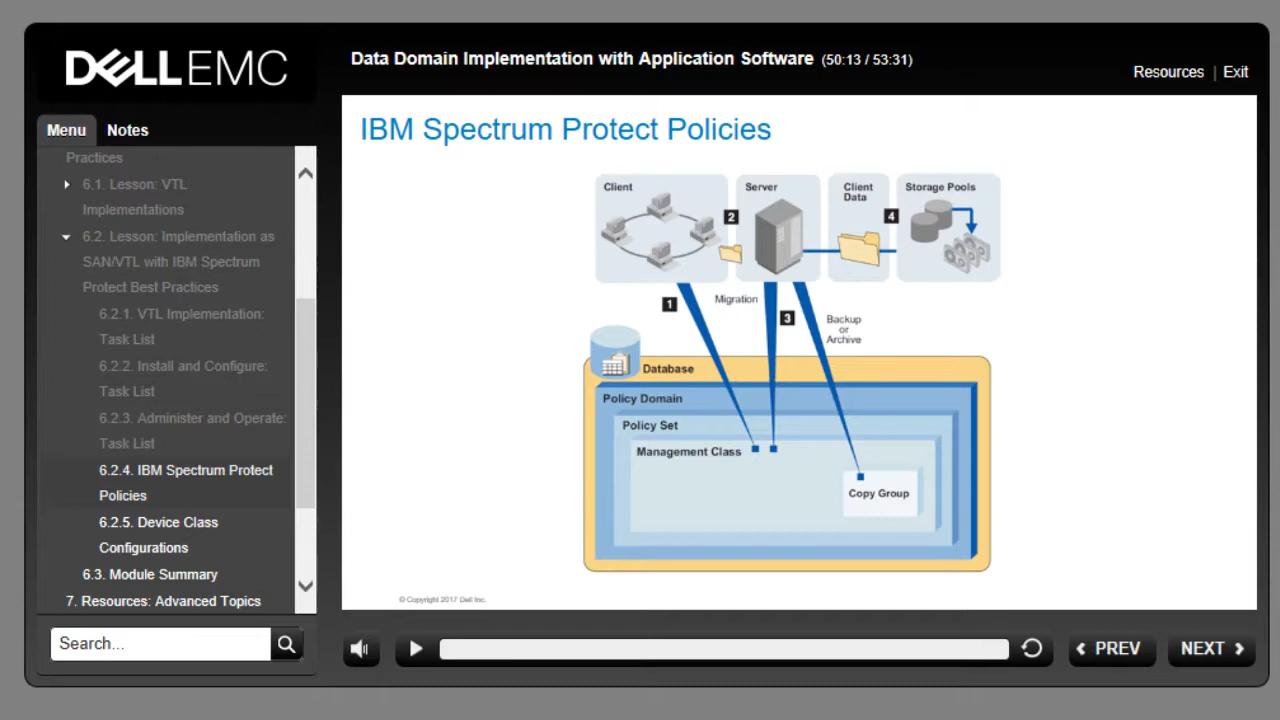 DELLEMC
Data Domain Implementation with Application Software (50:13 / 53:31)
Resources | Exit
Menu
Notes
Practices
6.1. Lesson: VTL
Implementations
6.2. Lesson: Implementation as
SAN/VTL with IBM Spectrum
Protect Best Practices
6.2.1. VTL Implementation:
Task List
6.2.2. Install and Configure:
Task List
6.2.3. Administer and Operate:
Task List
6.2.4. IBM Spectrum Protect
Policies
6.2.5. Device Class
Configurations
6.3. Module Summary
7. Resources: Advanced Topics
Search...
IBM Spectrum Protect Policies
Client
Server
Client
Data
Storage Pools
2
4
1
Migration
3
Backup
or
Archive
Database
Policy Domain
Policy Set
Management Class
Copy Group
© Copyright 2017 Dell Inc.
PREV
NEXT